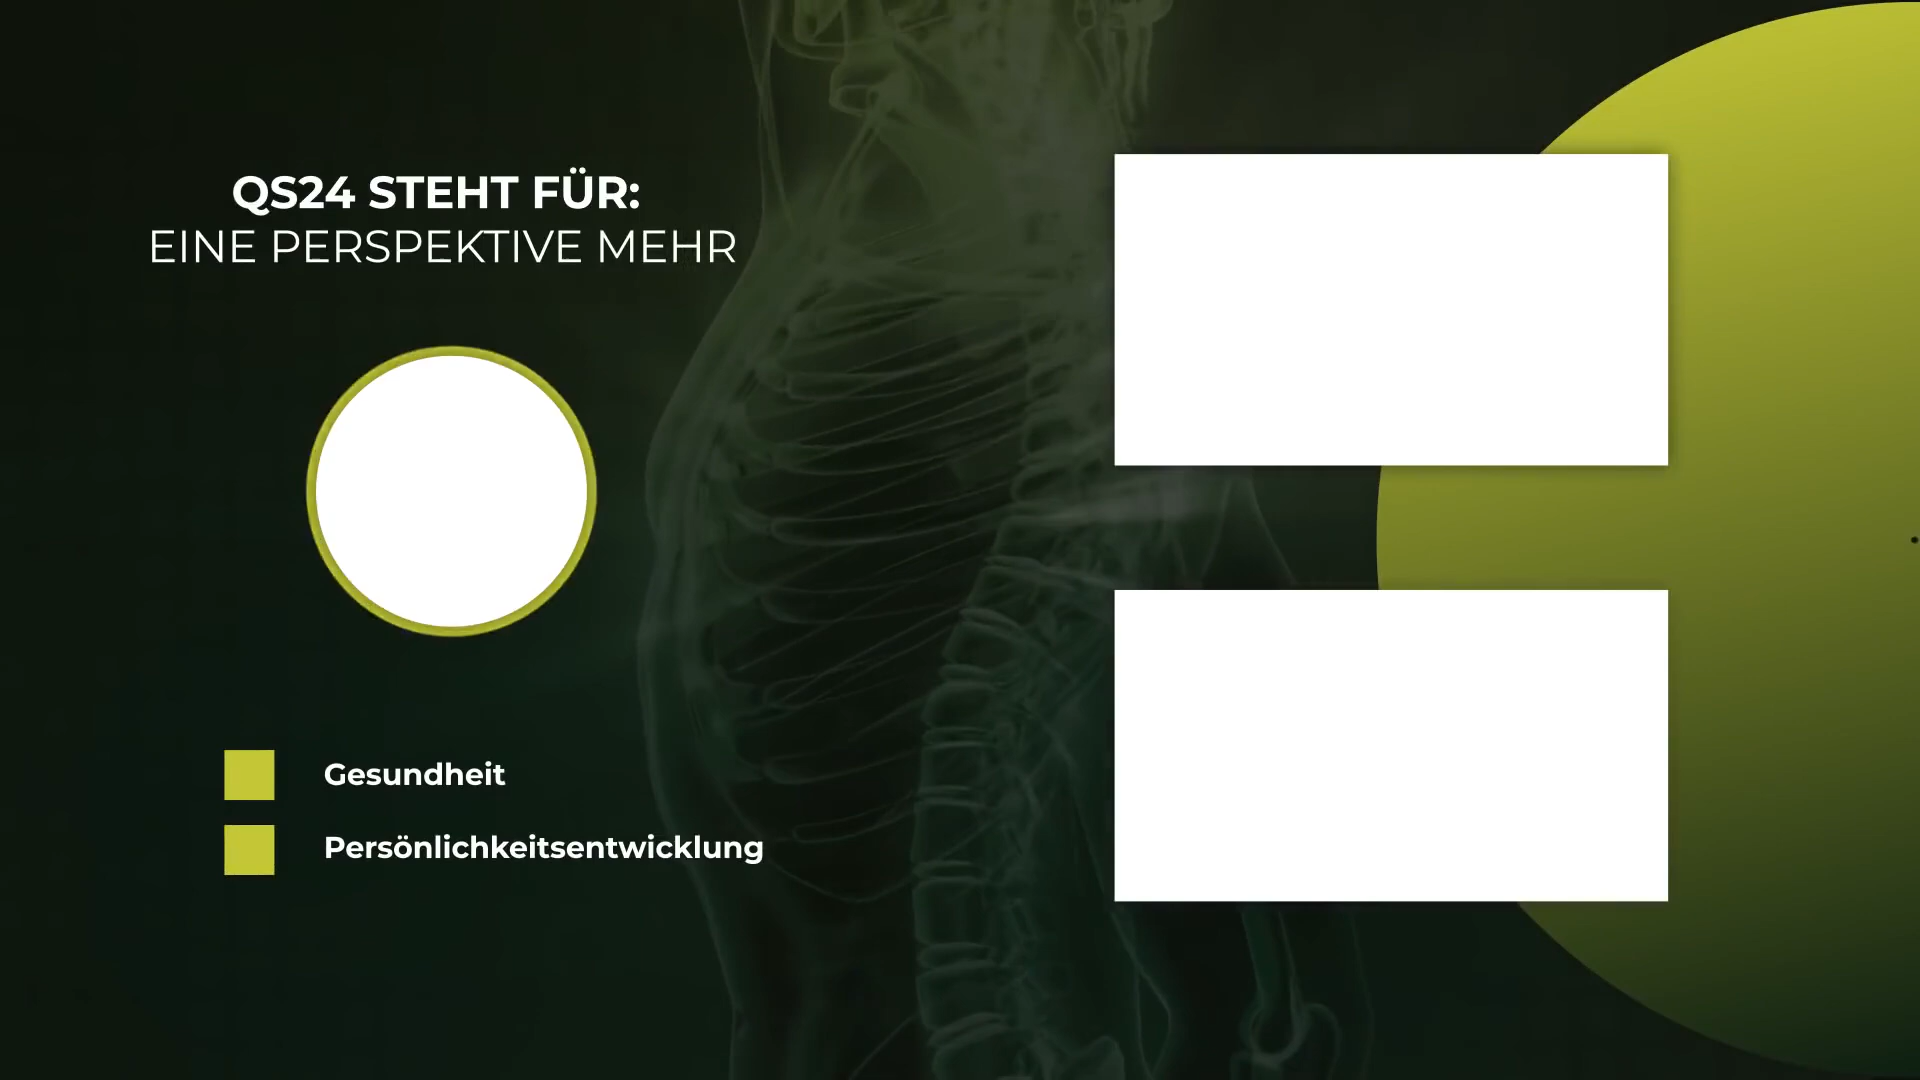 QS24 STEHT FÜR:
EINE PERSPEKTIVE MEHR
Gesundheit
Persönlichkeitsentwicklung